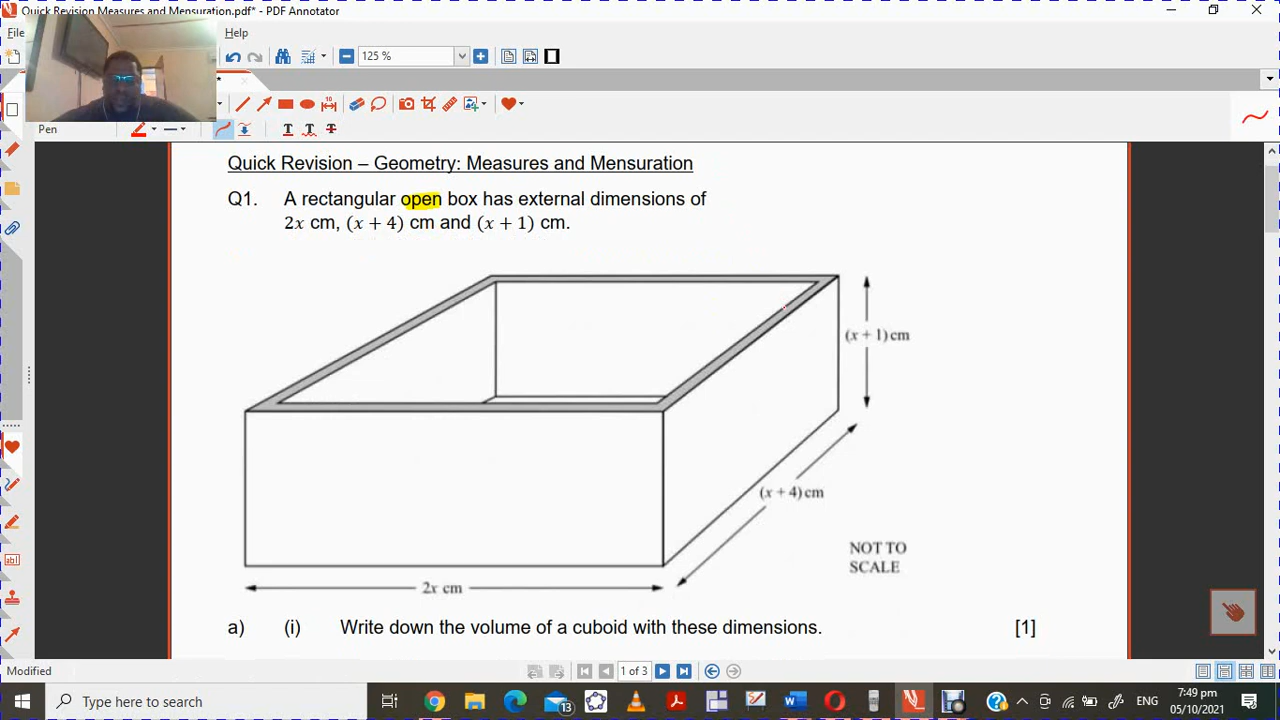 Quick Revision Measures and Mensuration.pdf* - PDF Annotator
Help
125 %
Pen
10
T T T
Quick Revision – Geometry: Measures and Mensuration
Q1. A rectangular open box has external dimensions of
2x cm, (x + 4) cm and (x + 1) cm.
(x + 1) cm
(x + 4) cm
NOT TO
SCALE
2x cm
a) (i) Write down the volume of a cuboid with these dimensions. [1]
Modified
1 of 3
Type here to search
13
ENG
7:49 pm
05/10/2021